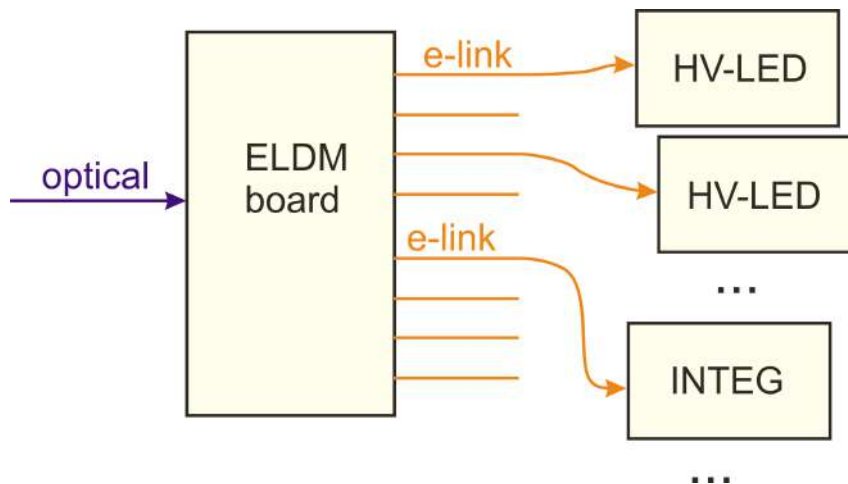 e-link
HV-LED
optical
ELDM
board
HV-LED
e-link
...
INTEG
...